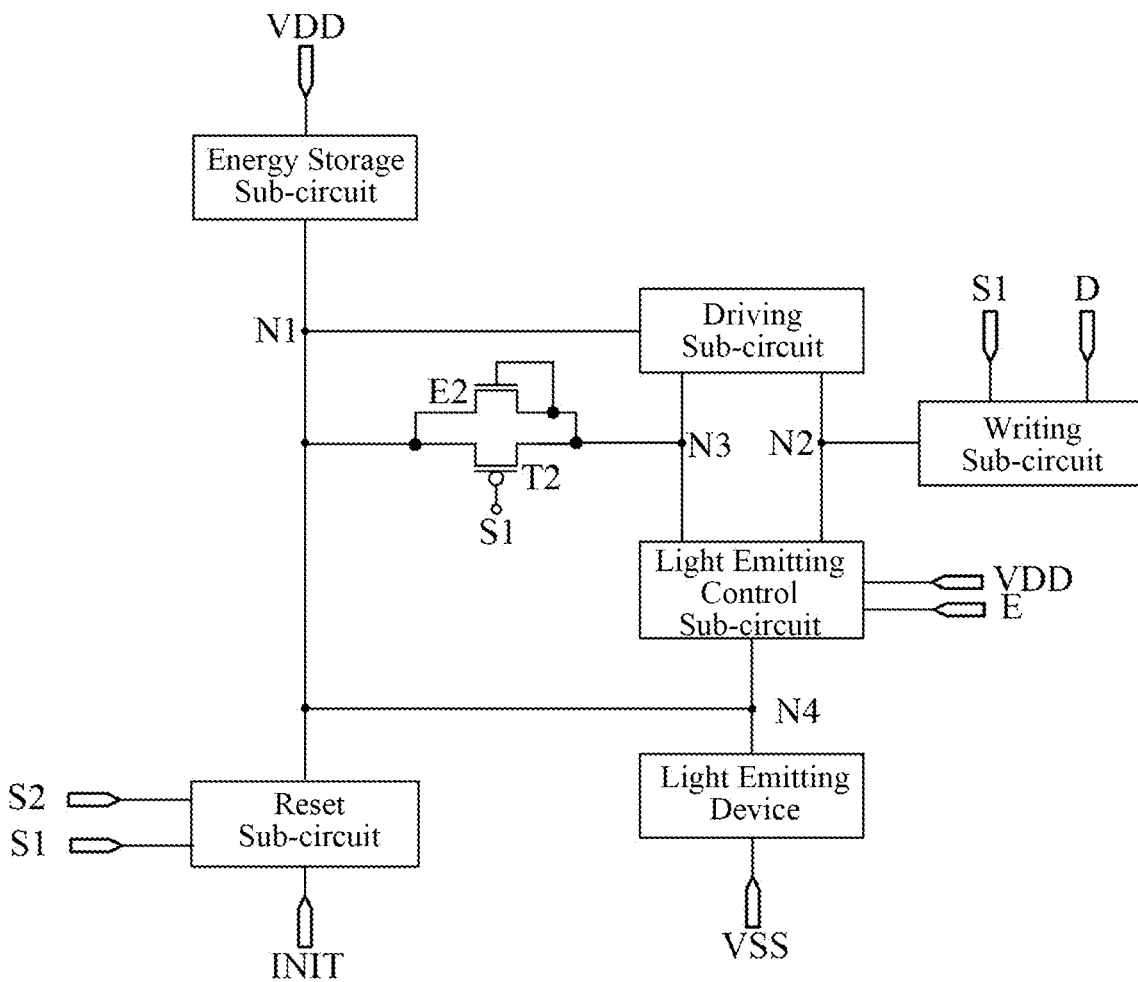 VDD
Energy Storage
Sub-circuit
S1
D
Driving
Sub-circuit
N1
E2
Writing
Sub-circuit
N3
N2
T2
S1
Light Emitting
Control
Sub-circuit
VDD
E
N4
Light Emitting
Device
S2
Reset
Sub-circuit
S1
VSS
INIT